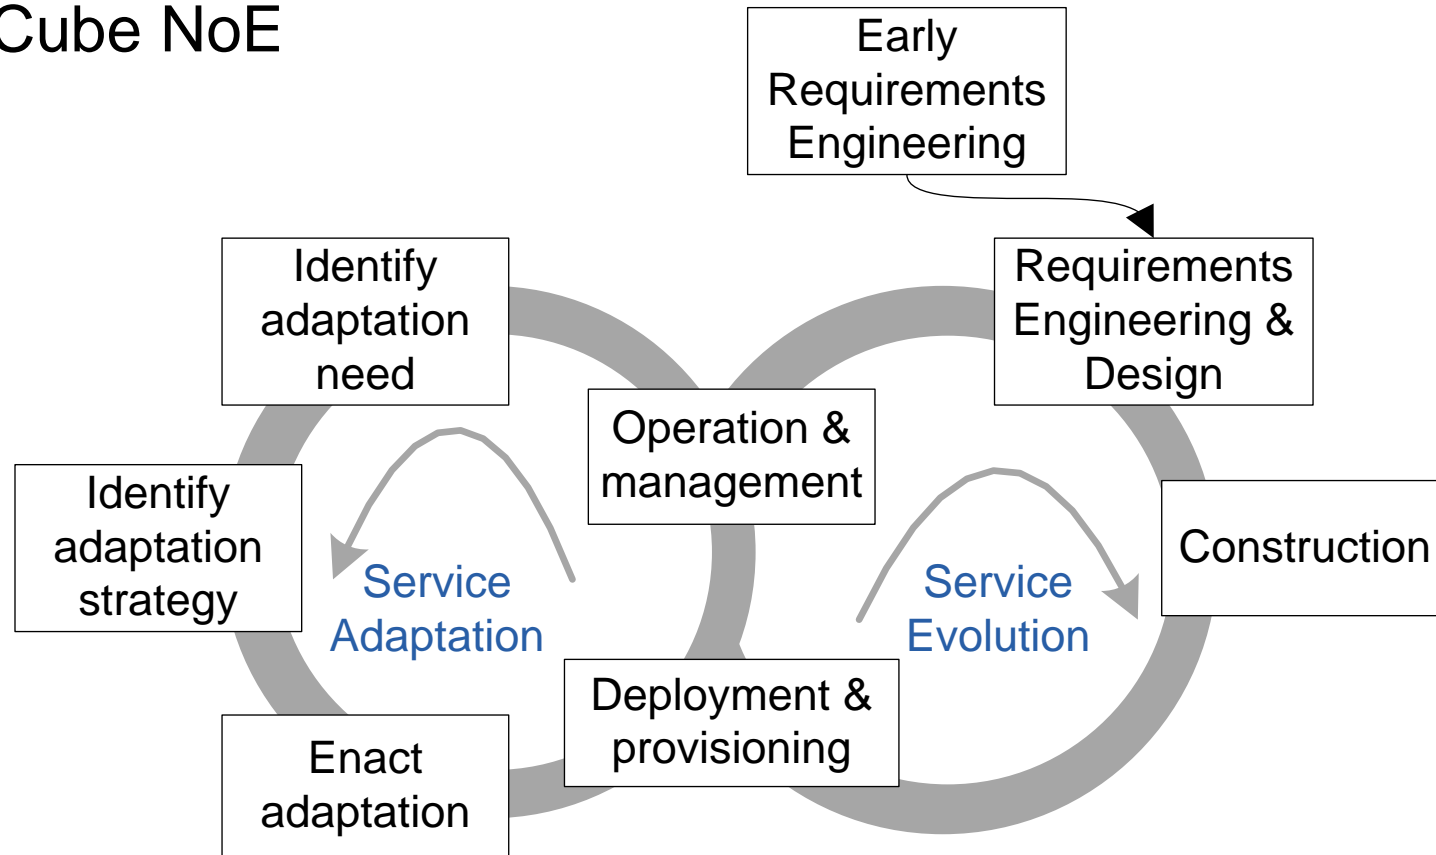 Cube NoE
Early
Requirements
Engineering
Identify
adaptation
need
Requirements
Engineering &
Design
Operation &
management
Identify
adaptation
strategy
Construction
Service
Adaptation
Service
Evolution
Deployment &
provisioning
Enact
adaptation